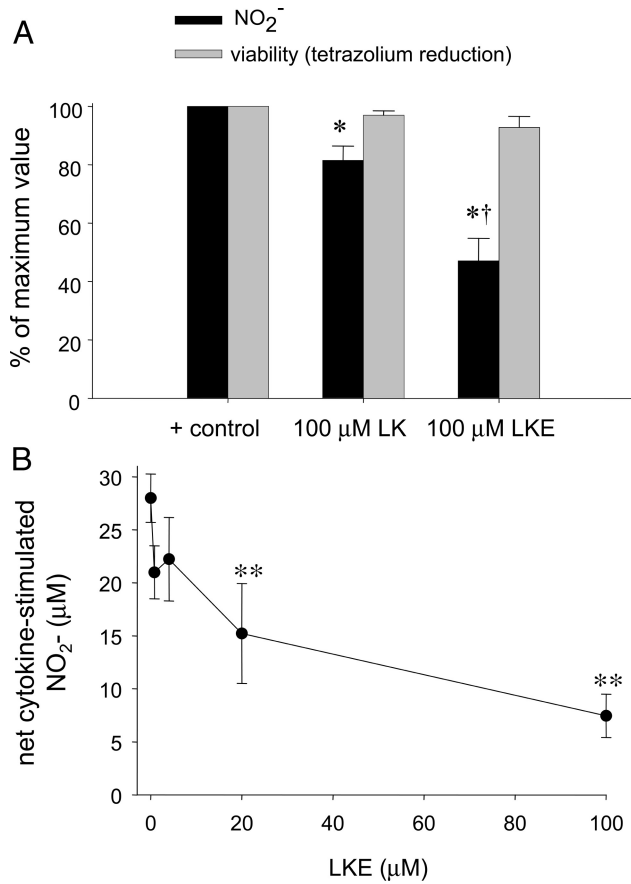 A
NO₂⁻
viability (tetrazolium reduction)
% of maximum value
100
80
60
40
20
0
*
*†
+ control
100 μM LK
100 μM LKE
B
net cytokine-stimulated
NO₂- (μM)
30
25
20
15
10
5
0
**
**
0
20
40
60
80
100
LKE (μM)